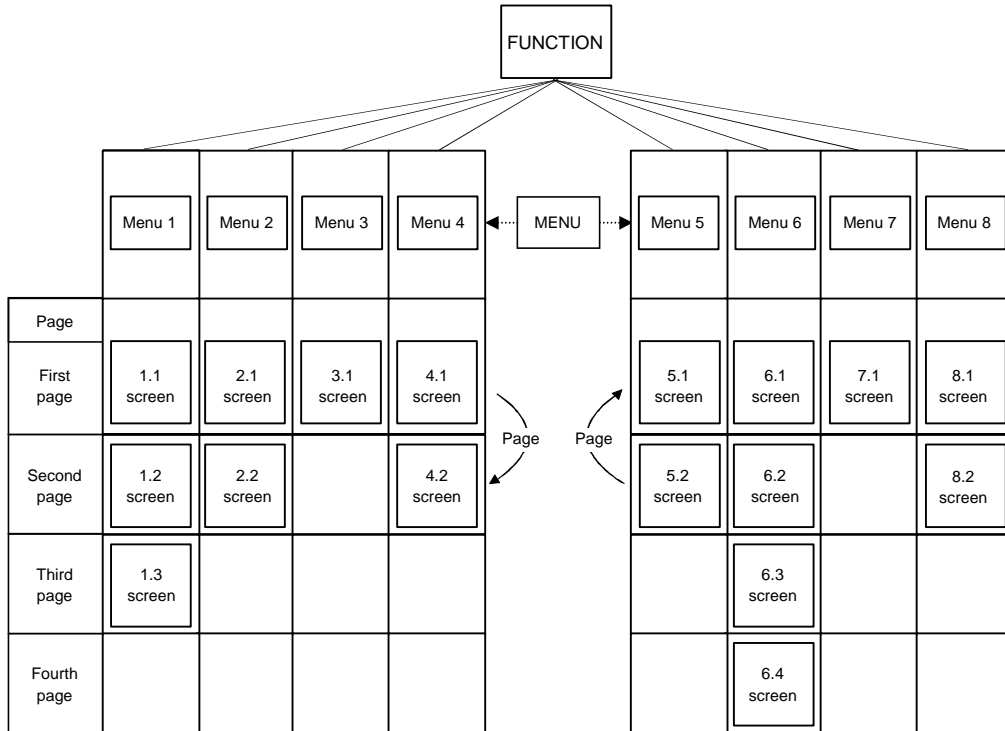 FUNCTION
Menu 1
Menu 2
Menu 3
Menu 4
MENU
Menu 5
Menu 6
Menu 7
Menu 8
Page
First
page
1.1
screen
2.1
screen
3.1
screen
4.1
screen
5.1
screen
6.1
screen
7.1
screen
8.1
screen
Page
Page
Second
page
1.2
screen
2.2
screen
4.2
screen
5.2
screen
6.2
screen
8.2
screen
Third
page
1.3
screen
6.3
screen
Fourth
page
6.4
screen